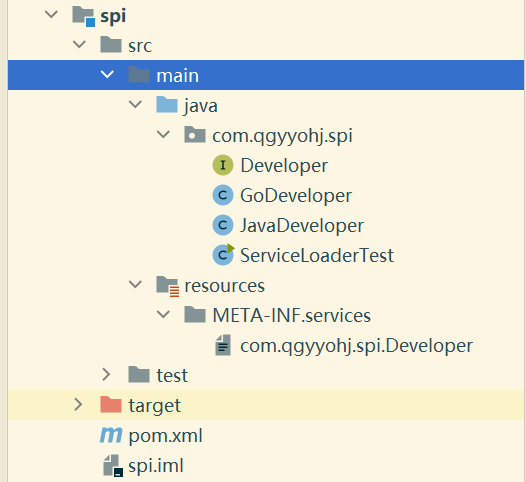 spi
src
main
java
com.qgyyohj.spi
Developer
GoDeveloper
JavaDeveloper
ServiceLoaderTest
resources
META-INF.services
com.qgyyohj.spi.Developer
test
target
pom.xml
spi.iml